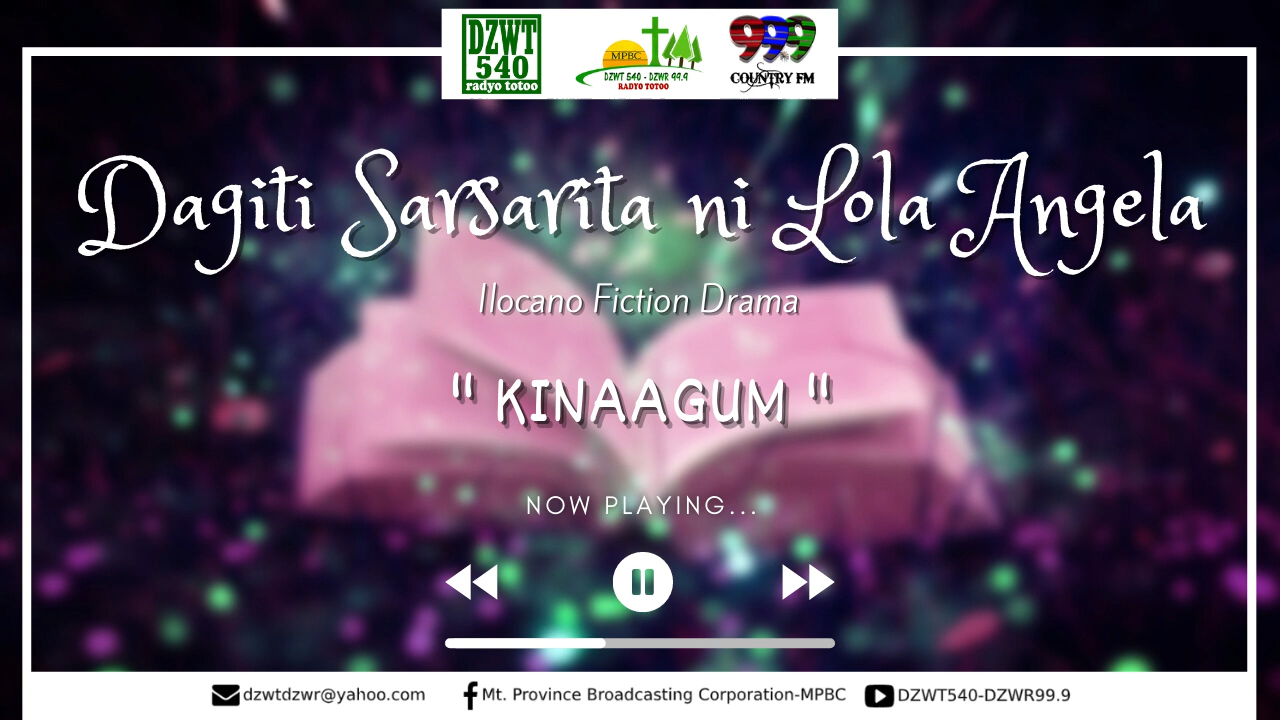 DZWT
540
radyo totoo
MPBC
DZWT 540 - DZWR 99.9
RADYO TOTOO
99.9
COUNTRY FM
Dagiti Sarsarita ni Lola Angela
Ilocano Fiction Drama
" KINAAGUM "
NOW PLAYING...
dzwtdzwr@yahoo.com
Mt. Province Broadcasting Corporation-MPBC
DZWT540-DZWR99.9